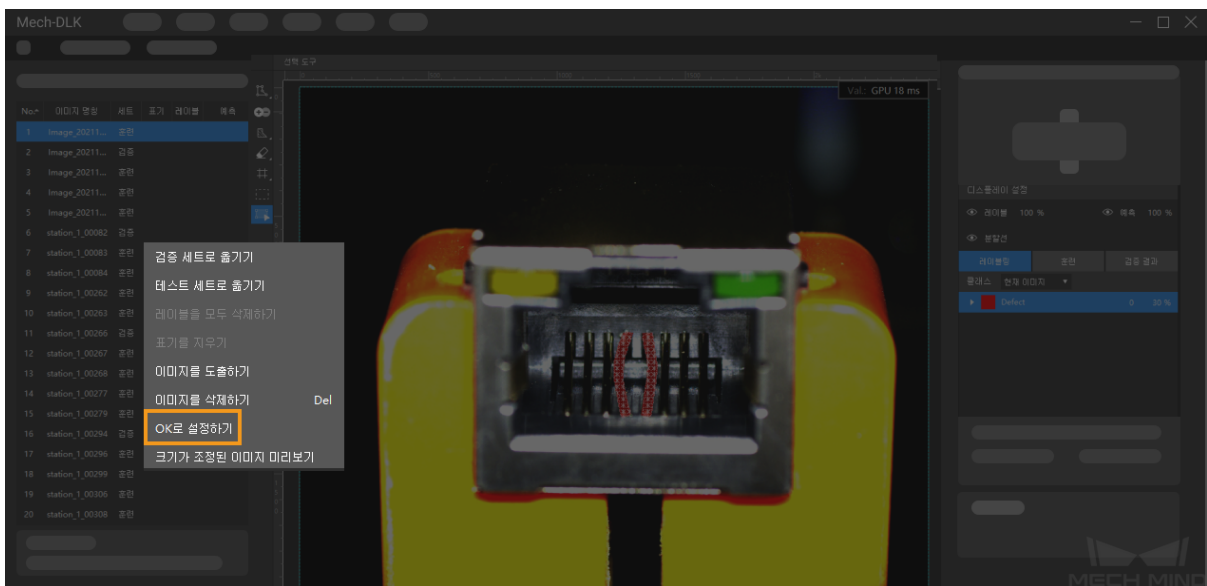 Mech-DLK
선택 도구
Val.: GPU 18 ms
No. 이미지 명칭 세트 표기 레이블 예측
1 Image_20211... 훈련
2 Image_20211... 검증
3 Image_20211... 훈련
4 Image_20211... 훈련
5 Image_20211... 훈련
6 station_1_00082 검증
7 station_1_00083 훈련
8 station_1_00084 훈련
9 station_1_00262 훈련
10 station_1_00263 훈련
11 station_1_00266 검증
12 station_1_00267 훈련
13 station_1_00268 훈련
14 station_1_00277 훈련
15 station_1_00279 훈련
16 station_1_00294 검증
17 station_1_00296 훈련
18 station_1_00299 훈련
19 station_1_00306 훈련
20 station_1_00308 훈련
검증 세트로 옮기기
테스트 세트로 옮기기
레이블을 모두 삭제하기
표기를 지우기
이미지를 도출하기
이미지를 삭제하기 Del
OK로 설정하기
크기가 조정된 이미지 미리보기
디스플레이 설정
레이블 100 % 예측 100 %
분할선
레이블링 훈련 검증 결과
클래스 현재 이미지
Defect 0 30 %
MECH MIND